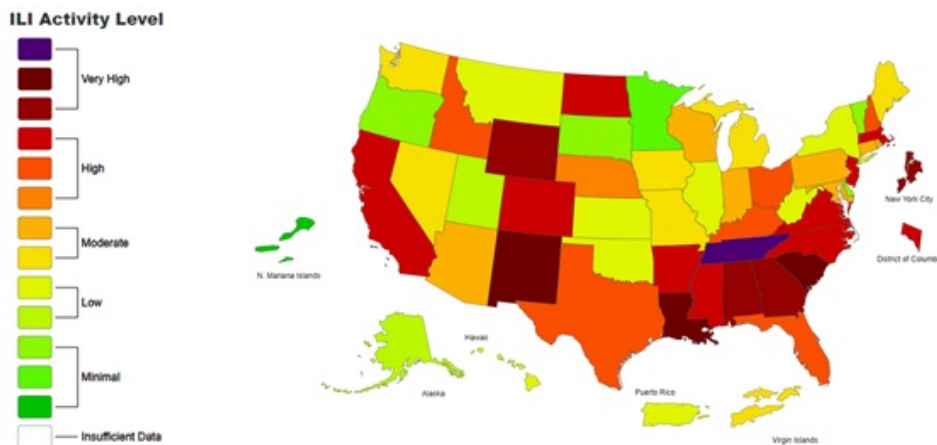 ILI Activity Level
Very High
High
Moderate
Low
Minimal
Insufficient Data
New York City
District of Columb
N. Mariana Islands
Hawaii
Alaska
Puerto Rico
Virgin Islands